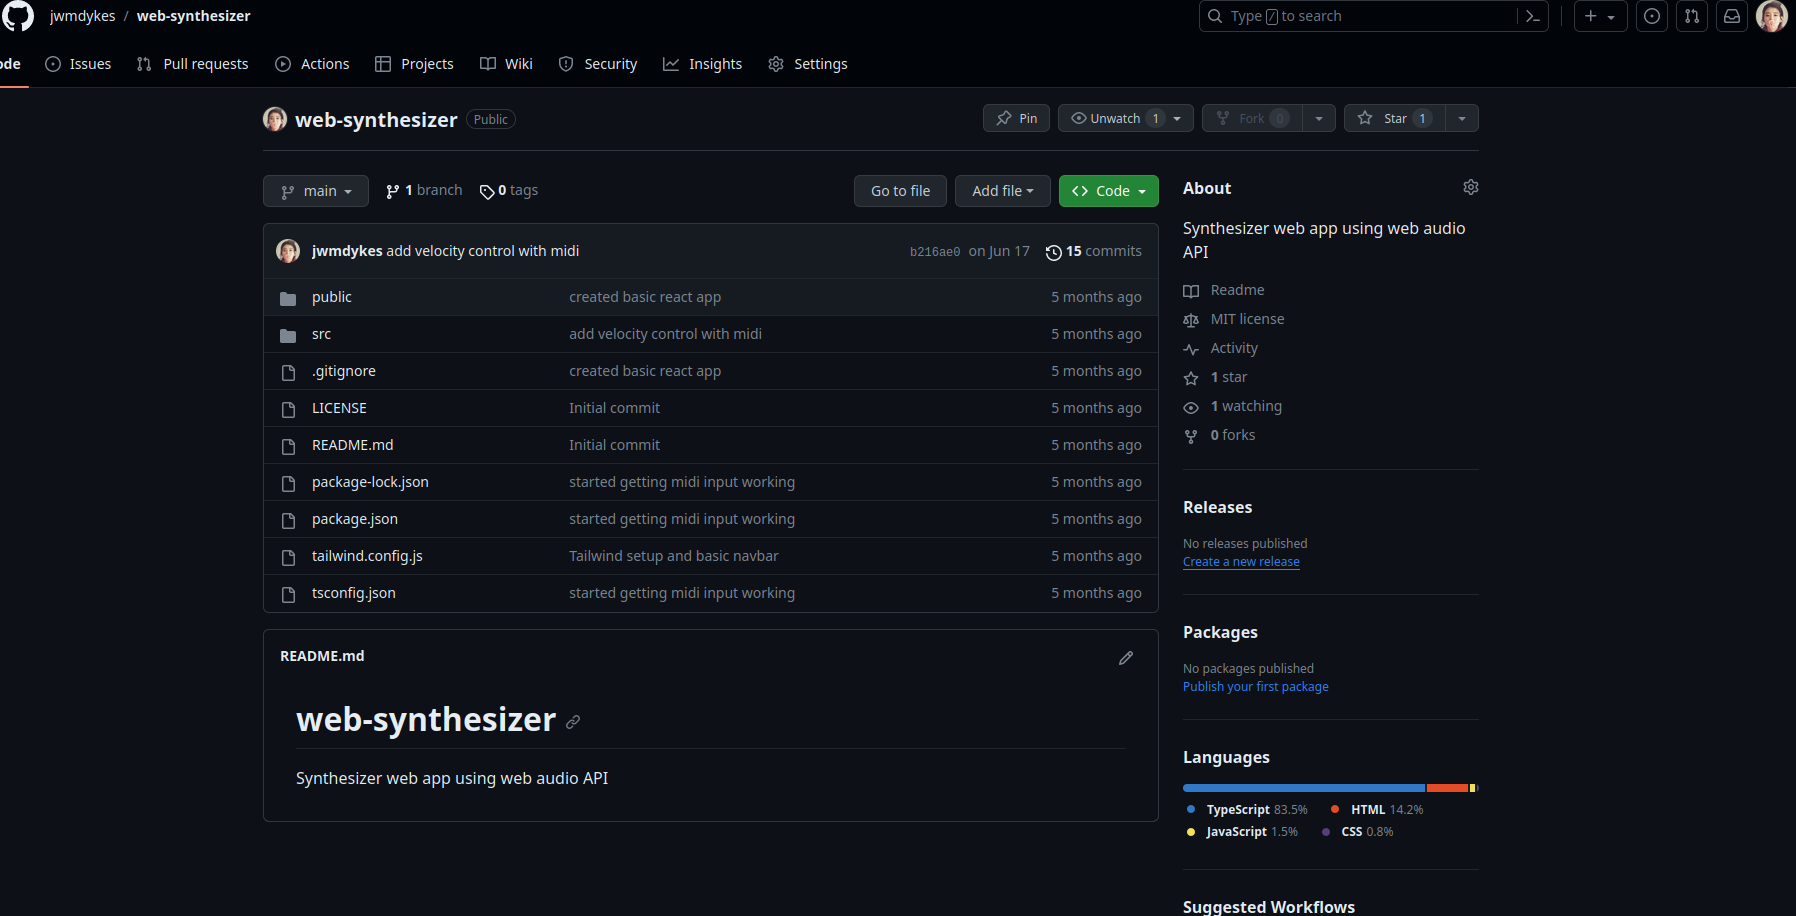 jwmdykes / web-synthesizer
Type / to search
ode Issues Pull requests Actions Projects Wiki Security Insights Settings
web-synthesizer Public
Pin Unwatch 1 Fork 0 Star 1
main 1 branch 0 tags Go to file Add file Code
jwmdykes add velocity control with midi b216ae0 on Jun 17 15 commits
public created basic react app 5 months ago
src add velocity control with midi 5 months ago
.gitignore created basic react app 5 months ago
LICENSE Initial commit 5 months ago
README.md Initial commit 5 months ago
package-lock.json started getting midi input working 5 months ago
package.json started getting midi input working 5 months ago
tailwind.config.js Tailwind setup and basic navbar 5 months ago
tsconfig.json started getting midi input working 5 months ago
README.md
web-synthesizer
Synthesizer web app using web audio API
About
Synthesizer web app using web audio
API
Readme
MIT license
Activity
1 star
1 watching
0 forks
Releases
No releases published
Create a new release
Packages
No packages published
Publish your first package
Languages
TypeScript 83.5% HTML 14.2%
JavaScript 1.5% CSS 0.8%
Suggested Workflows